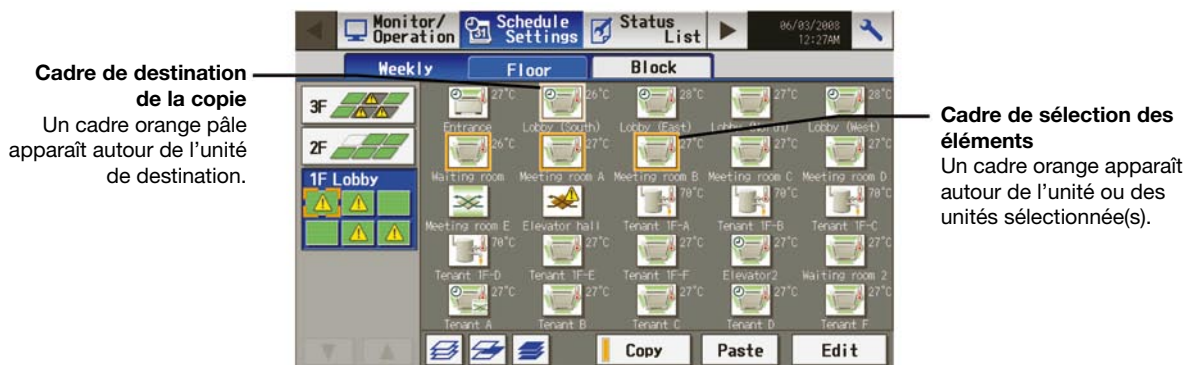 Cadre de destination
de la copie
Un cadre orange pâle
apparaît autour de l'unité
de destination.
Monitor/
Operation
Schedule
Settings
Status
List
06/03/2008
12:27AM
Weekly
Floor
Block
3F
2F
1F Lobby
27°C 26°C 28°C 27°C 28°C
Entrance Lobby (South) Lobby (East) Lobby (North) Lobby (West)
26°C 27°C 27°C 27°C 27°C
Waiting room Meeting room A Meeting room B Meeting room C Meeting room D
70°C 70°C 70°C
Meeting room E Elevator hall Tenant 1F-A Tenant 1F-B Tenant 1F-C
70°C 27°C 27°C 27°C 27°C
Tenant 1F-D Tenant 1F-E Tenant 1F-F Elevator2 Waiting room 2
27°C 27°C 27°C 27°C 27°C
Tenant A Tenant B Tenant C Tenant D Tenant F
Copy
Paste
Edit
Cadre de sélection des
éléments
Un cadre orange apparaît
autour de l'unité ou des
unités sélectionnée(s).